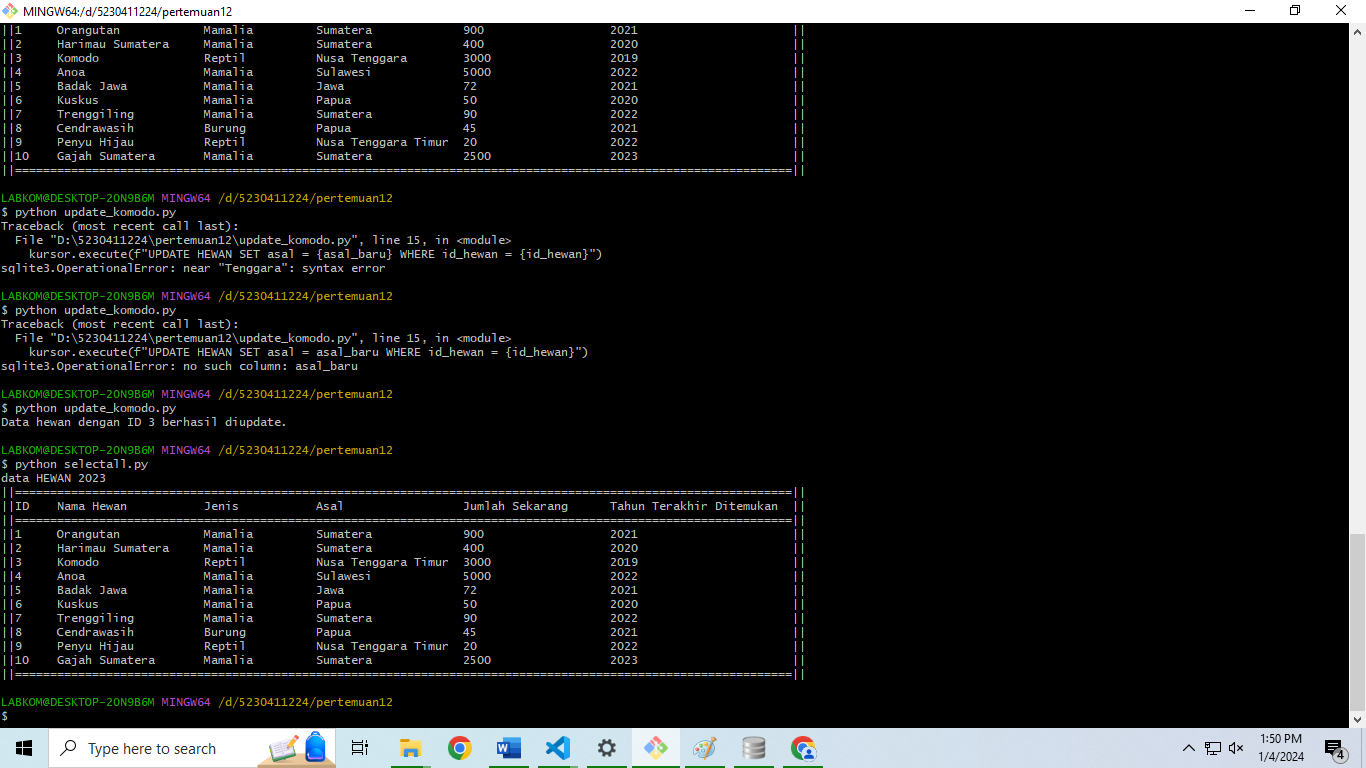 MINGW64:/d/5230411224/pertemuan12
||1     Orangutan            Mamalia         Sumatera             900                  2021                      ||
||2     Harimau Sumatera     Mamalia         Sumatera             400                  2020                      ||
||3     Komodo               Reptil          Nusa Tenggara        3000                 2019                      ||
||4     Anoa                 Mamalia         Sulawesi             5000                 2022                      ||
||5     Badak Jawa           Mamalia         Jawa                 72                   2021                      ||
||6     Kuskus               Mamalia         Papua                50                   2020                      ||
||7     Trenggiling          Mamalia         Sumatera             90                   2022                      ||
||8     Cendrawasih          Burung          Papua                45                   2021                      ||
||9     Penyu Hijau          Reptil          Nusa Tenggara Timur  20                   2022                      ||
||10    Gajah Sumatera       Mamalia         Sumatera             2500                 2023                      ||
||===============================================================================================================||
LABKOM@DESKTOP-2ON9B6M MINGW64 /d/5230411224/pertemuan12
$ python update_komodo.py
Traceback (most recent call last):
  File "D:\5230411224\pertemuan12\update_komodo.py", line 15, in <module>
    kursor.execute(f"UPDATE HEWAN SET asal = {asal_baru} WHERE id_hewan = {id_hewan}")
sqlite3.OperationalError: near "Tenggara": syntax error
LABKOM@DESKTOP-2ON9B6M MINGW64 /d/5230411224/pertemuan12
$ python update_komodo.py
Traceback (most recent call last):
  File "D:\5230411224\pertemuan12\update_komodo.py", line 15, in <module>
    kursor.execute(f"UPDATE HEWAN SET asal = asal_baru WHERE id_hewan = {id_hewan}")
sqlite3.OperationalError: no such column: asal_baru
LABKOM@DESKTOP-2ON9B6M MINGW64 /d/5230411224/pertemuan12
$ python update_komodo.py
Data hewan dengan ID 3 berhasil diupdate.
LABKOM@DESKTOP-2ON9B6M MINGW64 /d/5230411224/pertemuan12
$ python selectall.py
data HEWAN 2023
||===============================================================================================================||
||ID    Nama Hewan           Jenis           Asal                 Jumlah Sekarang      Tahun Terakhir Ditemukan  ||
||===============================================================================================================||
||1     Orangutan            Mamalia         Sumatera             900                  2021                      ||
||2     Harimau Sumatera     Mamalia         Sumatera             400                  2020                      ||
||3     Komodo               Reptil          Nusa Tenggara Timur  3000                 2019                      ||
||4     Anoa                 Mamalia         Sulawesi             5000                 2022                      ||
||5     Badak Jawa           Mamalia         Jawa                 72                   2021                      ||
||6     Kuskus               Mamalia         Papua                50                   2020                      ||
||7     Trenggiling          Mamalia         Sumatera             90                   2022                      ||
||8     Cendrawasih          Burung          Papua                45                   2021                      ||
||9     Penyu Hijau          Reptil          Nusa Tenggara Timur  20                   2022                      ||
||10    Gajah Sumatera       Mamalia         Sumatera             2500                 2023                      ||
||===============================================================================================================||
LABKOM@DESKTOP-2ON9B6M MINGW64 /d/5230411224/pertemuan12
$
Type here to search
1:50 PM
1/4/2024
4